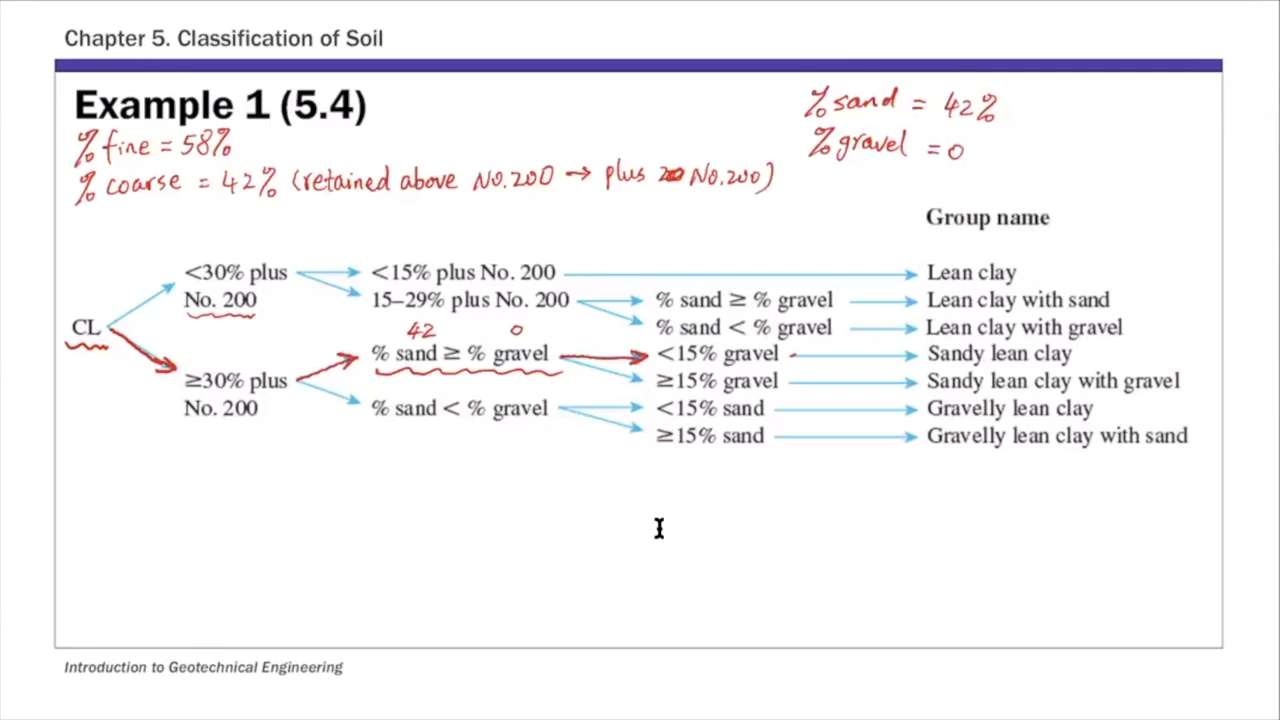 Chapter 5. Classification of Soil
Example 1 (5.4)
% sand = 42%
% fine = 58%
% gravel = 0
% coarse = 42% (retained above No.200 → plus No.200)
Group name
<30% plus
No. 200
<15% plus No. 200
Lean clay
15–29% plus No. 200
% sand ≥ % gravel
Lean clay with sand
% sand < % gravel
Lean clay with gravel
CL
42 0
% sand ≥ % gravel
<15% gravel
Sandy lean clay
≥30% plus
No. 200
≥15% gravel
Sandy lean clay with gravel
% sand < % gravel
<15% sand
Gravelly lean clay
≥15% sand
Gravelly lean clay with sand
Introduction to Geotechnical Engineering